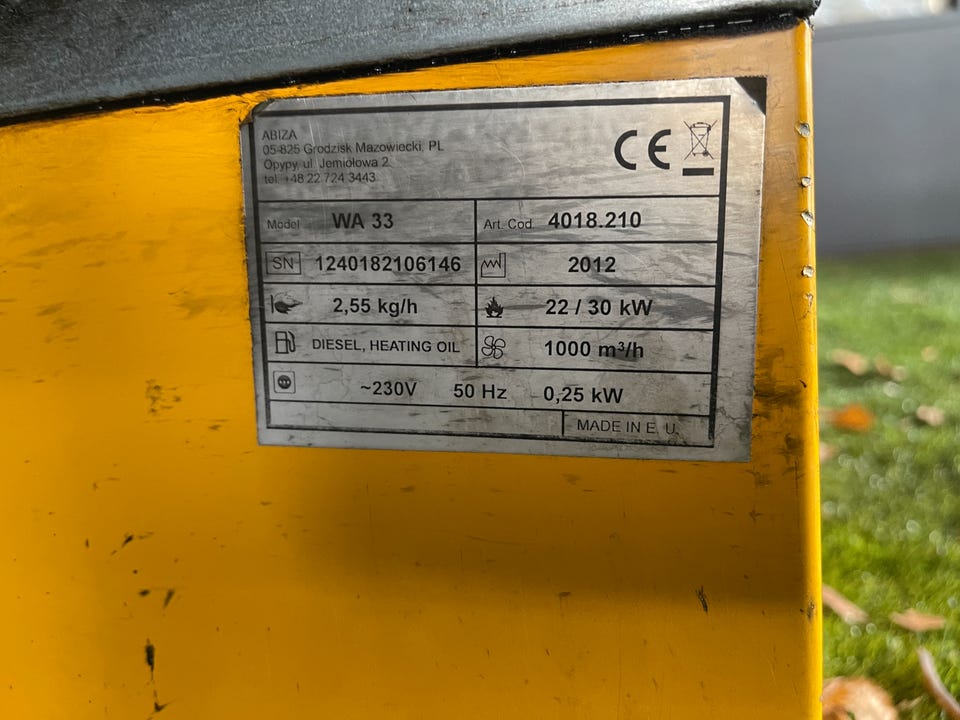 ABIZA
05-825 Grodzisk Mazowiecki, PL
Opypy, ul. Jemiołowa 2
tel. +48 22 724 3443
CE
Model WA 33 Art. Cod. 4018.210
SN 1240182106146 2012
2,55 kg/h 22 / 30 kW
DIESEL, HEATING OIL 1000 m³/h
~230V 50 Hz 0,25 kW
MADE IN E. U.